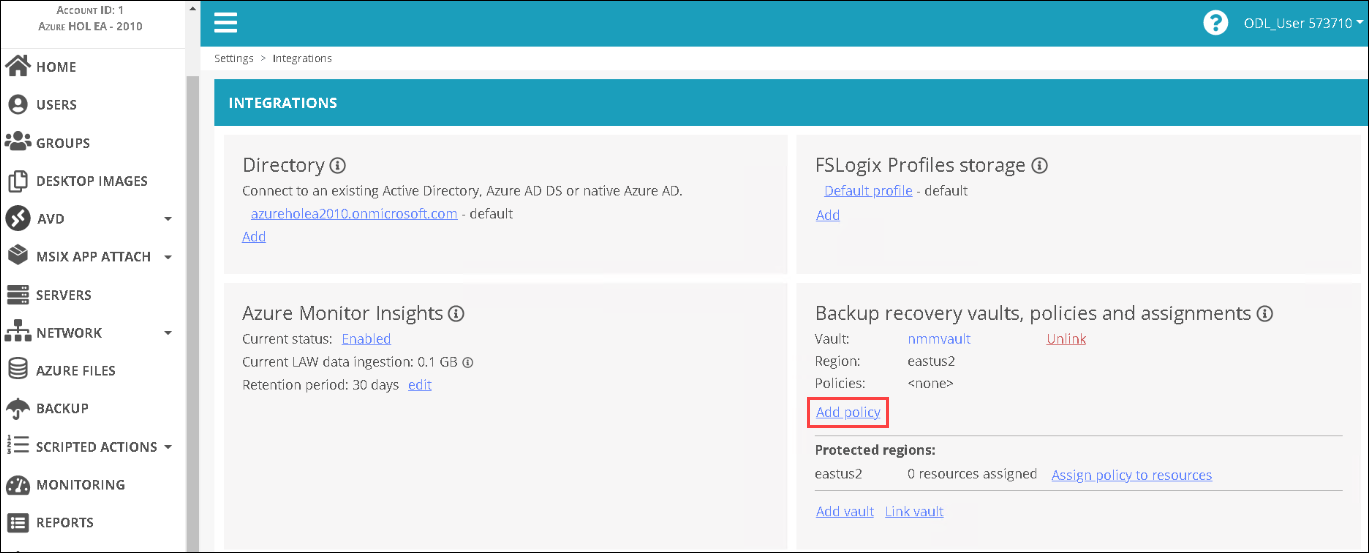 ACCOUNT ID: 1
AZURE HOL EA - 2010
HOME
USERS
GROUPS
DESKTOP IMAGES
AVD
MSIX APP ATTACH
SERVERS
NETWORK
AZURE FILES
BACKUP
SCRIPTED ACTIONS
MONITORING
REPORTS
? ODL_User 573710
Settings > Integrations
INTEGRATIONS
Directory
Connect to an existing Active Directory, Azure AD DS or native Azure AD.
azureholea2010.onmicrosoft.com - default
Add
FSLogix Profiles storage
Default profile - default
Add
Azure Monitor Insights
Current status: Enabled
Current LAW data ingestion: 0.1 GB
Retention period: 30 days edit
Backup recovery vaults, policies and assignments
Vault: nmmvault Unlink
Region: eastus2
Policies: <none>
Add policy
Protected regions:
eastus2 0 resources assigned Assign policy to resources
Add vault Link vault